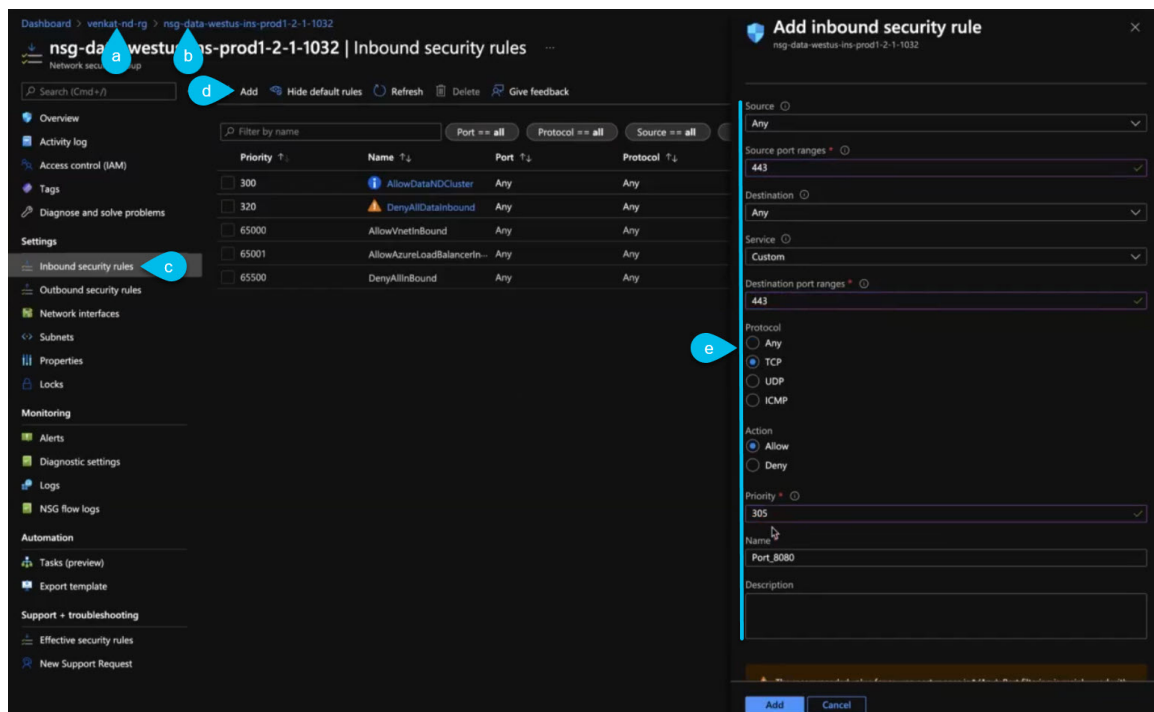 Dashboard > venkat-nd-rg > nsg-data-westus-ins-prod1-2-1-1032
nsg-da westus ns-prod1-2-1-1032 | Inbound security rules ...
a
b
Network secu up
Search (Cmd+/)
Overview
Activity log
Access control (IAM)
Tags
Diagnose and solve problems
Settings
Inbound security rules
c
Outbound security rules
Network interfaces
Subnets
Properties
Locks
Monitoring
Alerts
Diagnostic settings
Logs
NSG flow logs
Automation
Tasks (preview)
Export template
Support + troubleshooting
Effective security rules
New Support Request
d
Add Hide default rules Refresh Delete Give feedback
Filter by name Port == all Protocol == all Source == all
Priority ↑↓ Name ↑↓ Port ↑↓ Protocol ↑↓
300 AllowDataNDCluster Any Any
320 DenyAllDataInbound Any Any
65000 AllowVnetInBound Any Any
65001 AllowAzureLoadBalancerIn... Any Any
65500 DenyAllInBound Any Any
e
Add inbound security rule
nsg-data-westus-ins-prod1-2-1-1032
Source
Any
Source port ranges *
443
Destination
Any
Service
Custom
Destination port ranges *
443
Protocol
Any
TCP
UDP
ICMP
Action
Allow
Deny
Priority *
305
Name
Port_8080
Description
Add Cancel